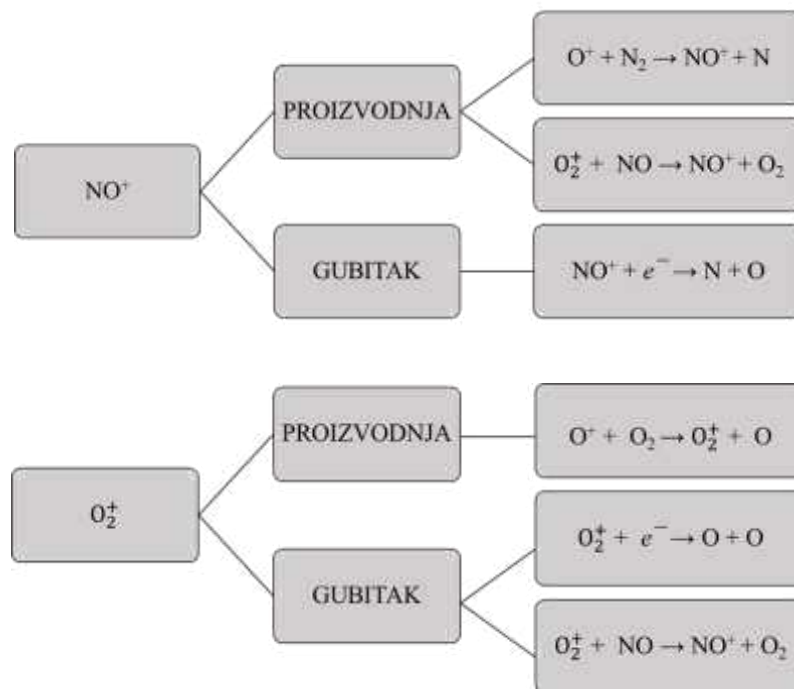 NO⁺
PROIZVODNJA
O⁺ + N₂ → NO⁺ + N
O₂⁺ + NO → NO⁺ + O₂
GUBITAK
NO⁺ + e⁻ → N + O
O₂⁺
PROIZVODNJA
O⁺ + O₂ → O₂⁺ + O
GUBITAK
O₂⁺ + e⁻ → O + O
O₂⁺ + NO → NO⁺ + O₂